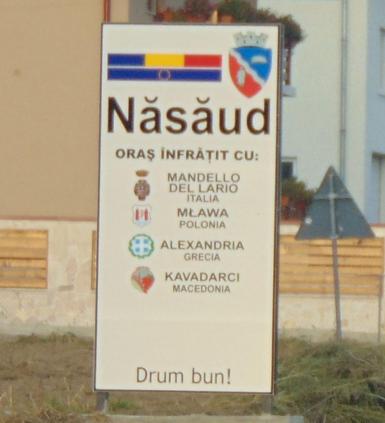 Năsăud
ORAȘ ÎNFRĂȚIT CU:
MANDELLO
DEL LARIO
ITALIA
MŁAWA
POLONIA
ALEXANDRIA
GRECIA
KAVADARCI
MACEDONIA
Drum bun!